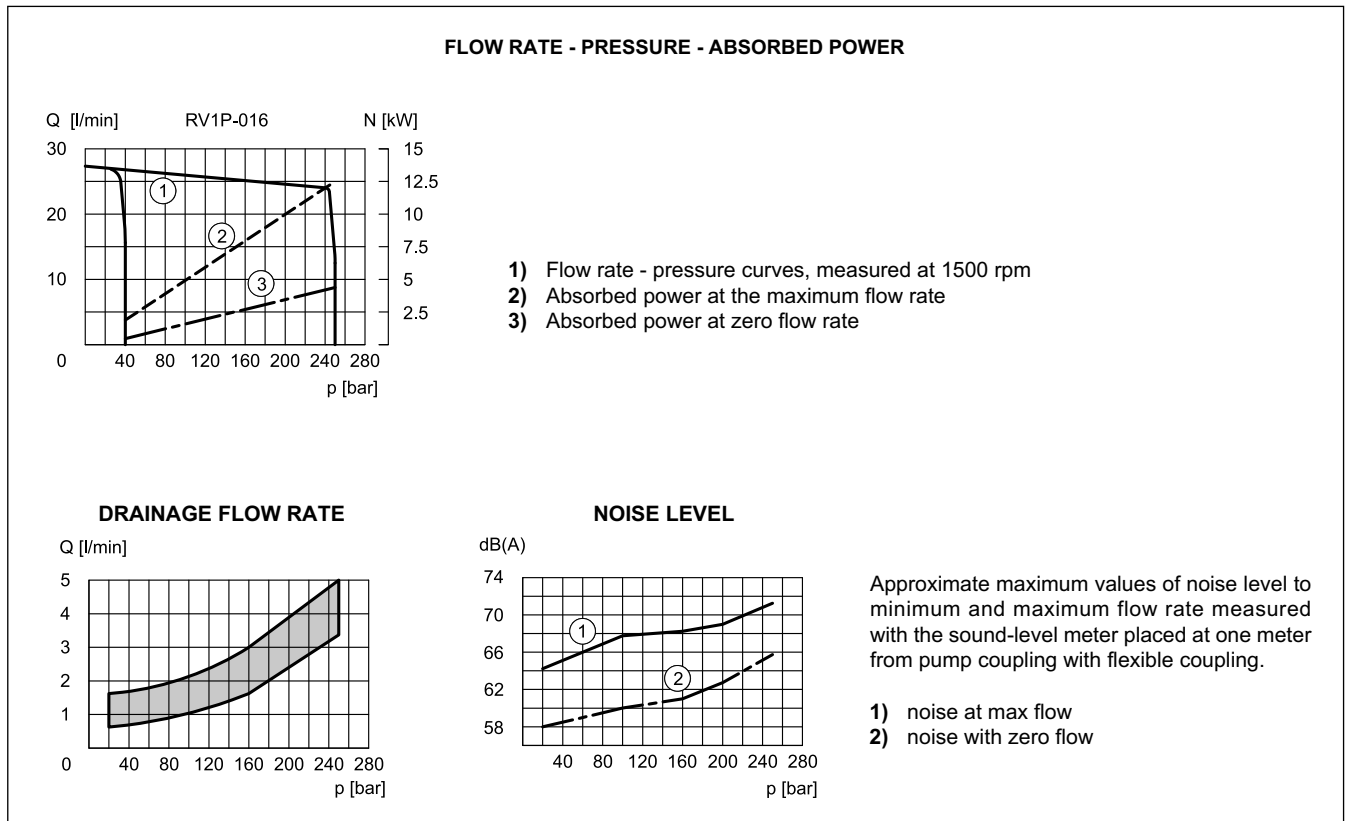 FLOW RATE - PRESSURE - ABSORBED POWER
Q [l/min] RV1P-016 N [kW]
30 15
12.5
20 10
7.5
10 5
2.5
0 40 80 120 160 200 240 280
p [bar]
1
2
3
1) Flow rate - pressure curves, measured at 1500 rpm
2) Absorbed power at the maximum flow rate
3) Absorbed power at zero flow rate
DRAINAGE FLOW RATE
Q [l/min]
5
4
3
2
1
0 40 80 120 160 200 240 280
p [bar]
NOISE LEVEL
dB(A)
74
70
66
62
58
40 80 120 160 200 240 280
p [bar]
1
2
Approximate maximum values of noise level to
minimum and maximum flow rate measured
with the sound-level meter placed at one meter
from pump coupling with flexible coupling.
1) noise at max flow
2) noise with zero flow